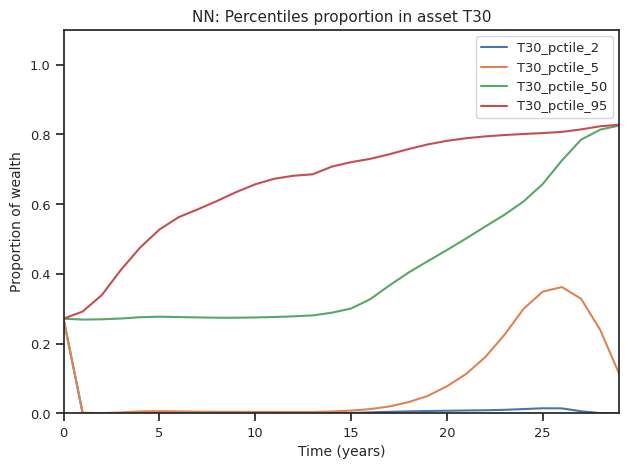 NN: Percentiles proportion in asset T30
T30_pctile_2
T30_pctile_5
T30_pctile_50
T30_pctile_95
Proportion of wealth
1.0
0.8
0.6
0.4
0.2
0.0
0 5 10 15 20 25
Time (years)